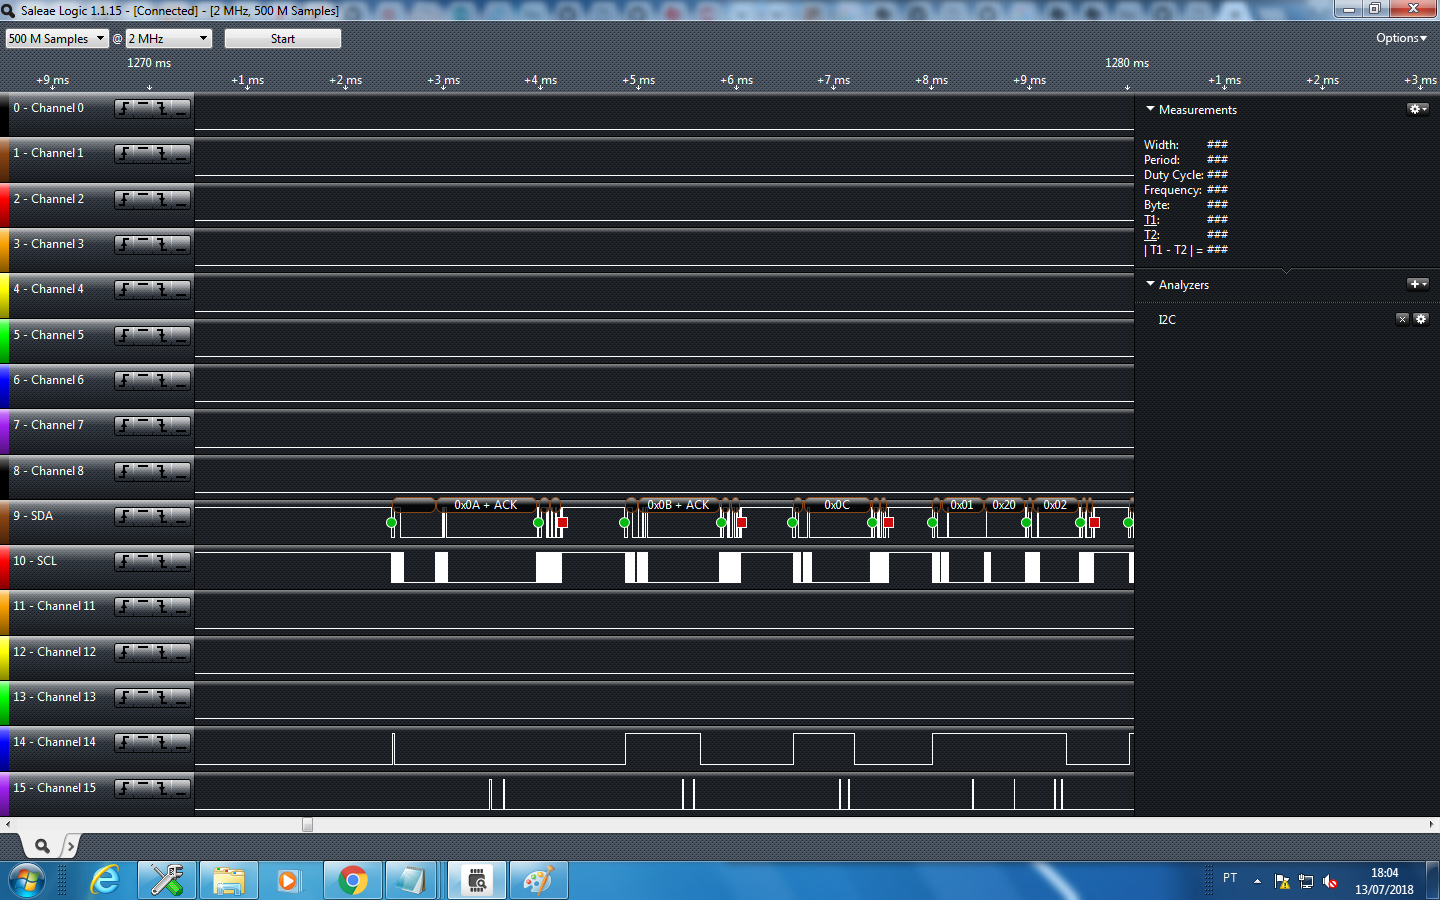 Saleae Logic 1.1.15 - [Connected] - [2 MHz, 500 M Samples]
500 M Samples @ 2 MHz Start Options
1270 ms 1280 ms
+9 ms +1 ms +2 ms +3 ms +4 ms +5 ms +6 ms +7 ms +8 ms +9 ms +1 ms +2 ms +3 ms
0 - Channel 0
1 - Channel 1
2 - Channel 2
3 - Channel 3
4 - Channel 4
5 - Channel 5
6 - Channel 6
7 - Channel 7
8 - Channel 8
9 - SDA
0x0A + ACK 0x0B + ACK 0x0C 0x01 0x20 0x02
10 - SCL
11 - Channel 11
12 - Channel 12
13 - Channel 13
14 - Channel 14
15 - Channel 15
Measurements
Width: ###
Period: ###
Duty Cycle: ###
Frequency: ###
Byte: ###
T1: ###
T2: ###
| T1 - T2 | = ###
Analyzers
I2C
PT
18:04
13/07/2018